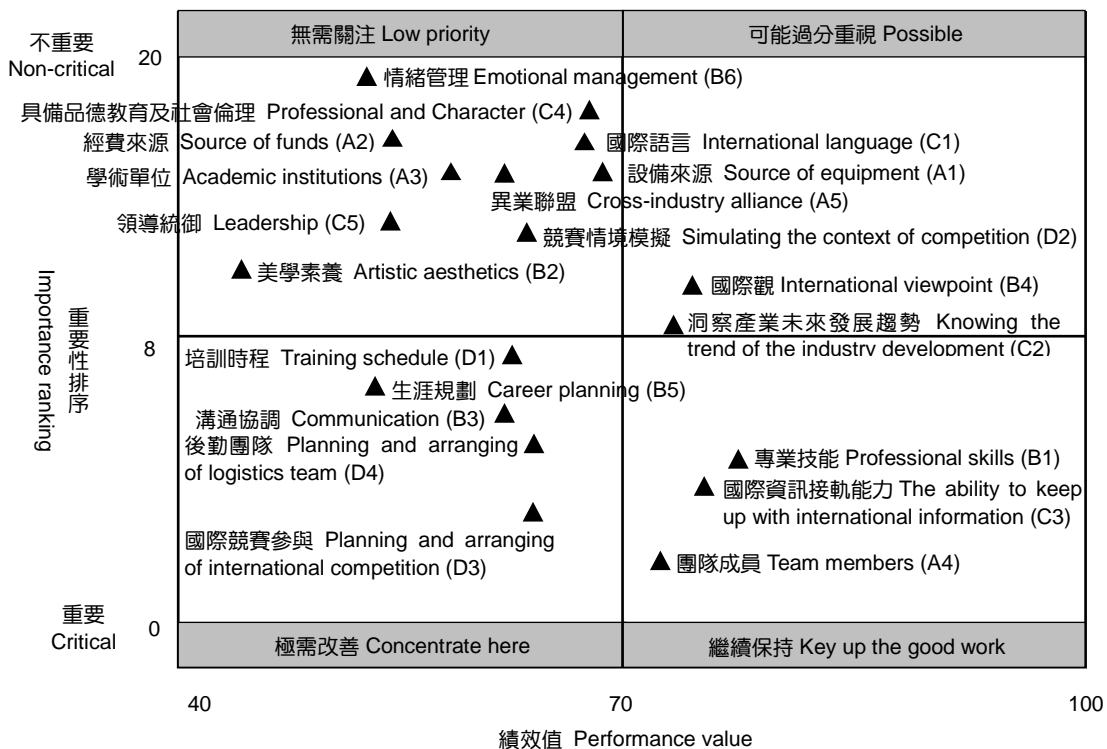 無需關注 Low priority
可能過分重視 Possible
不重要
Non-critical
20
情緒管理 Emotional management (B6)
具備品德教育及社會倫理 Professional and Character (C4)
經費來源 Source of funds (A2)
國際語言 International language (C1)
學術單位 Academic institutions (A3)
設備來源 Source of equipment (A1)
異業聯盟 Cross-industry alliance (A5)
領導統御 Leadership (C5)
競賽情境模擬 Simulating the context of competition (D2)
美學素養 Artistic aesthetics (B2)
國際觀 International viewpoint (B4)
洞察產業未來發展趨勢 Knowing the
trend of the industry development (C2)
重要性排序
Importance ranking
8
培訓時程 Training schedule (D1)
生涯規劃 Career planning (B5)
溝通協調 Communication (B3)
後勤團隊 Planning and arranging
of logistics team (D4)
專業技能 Professional skills (B1)
國際資訊接軌能力 The ability to keep
up with international information (C3)
國際競賽參與 Planning and arranging
of international competition (D3)
團隊成員 Team members (A4)
重要
Critical
0
極需改善 Concentrate here
繼續保持 Key up the good work
40
70
100
績效值 Performance value